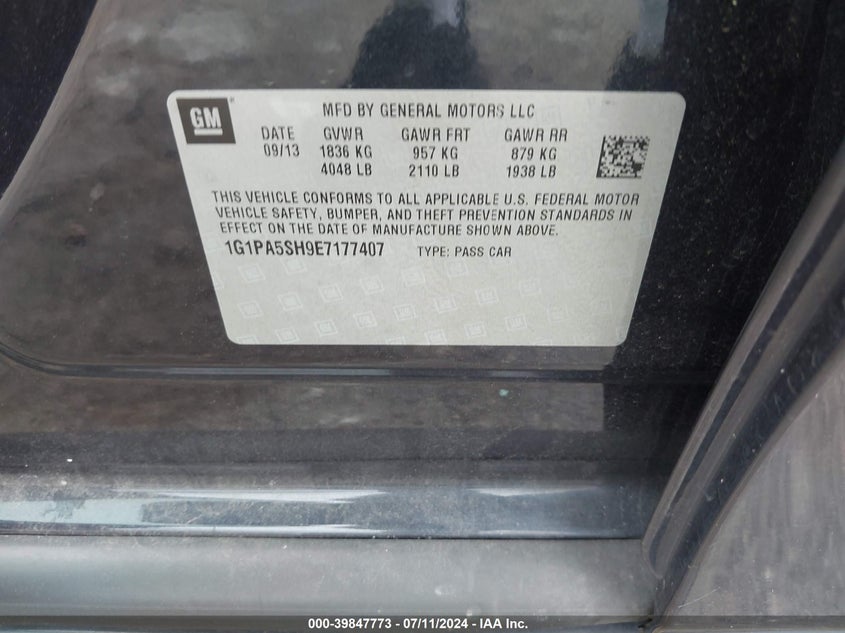 GM
MFD BY GENERAL MOTORS LLC
DATE GVWR GAWR FRT GAWR RR
09/13 1836 KG 957 KG 879 KG
4048 LB 2110 LB 1938 LB
THIS VEHICLE CONFORMS TO ALL APPLICABLE U.S. FEDERAL MOTOR
VEHICLE SAFETY, BUMPER, AND THEFT PREVENTION STANDARDS IN
EFFECT ON THE DATE OF MANUFACTURE SHOWN ABOVE.
1G1PA5SH9E7177407 TYPE: PASS CAR
000-39847773 - 07/11/2024 - IAA Inc.